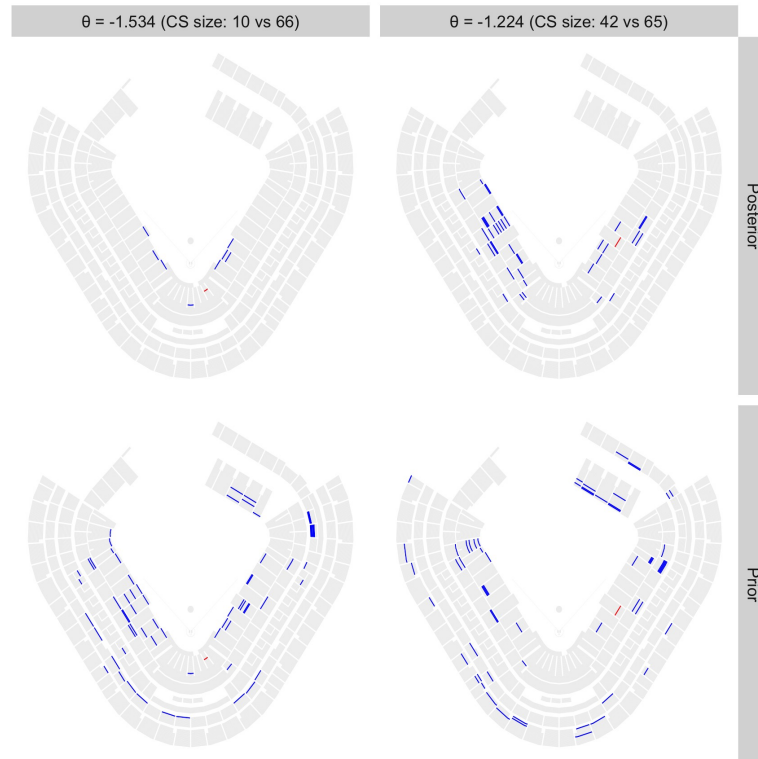 θ = -1.534 (CS size: 10 vs 66)
θ = -1.224 (CS size: 42 vs 65)
Posterior
Prior